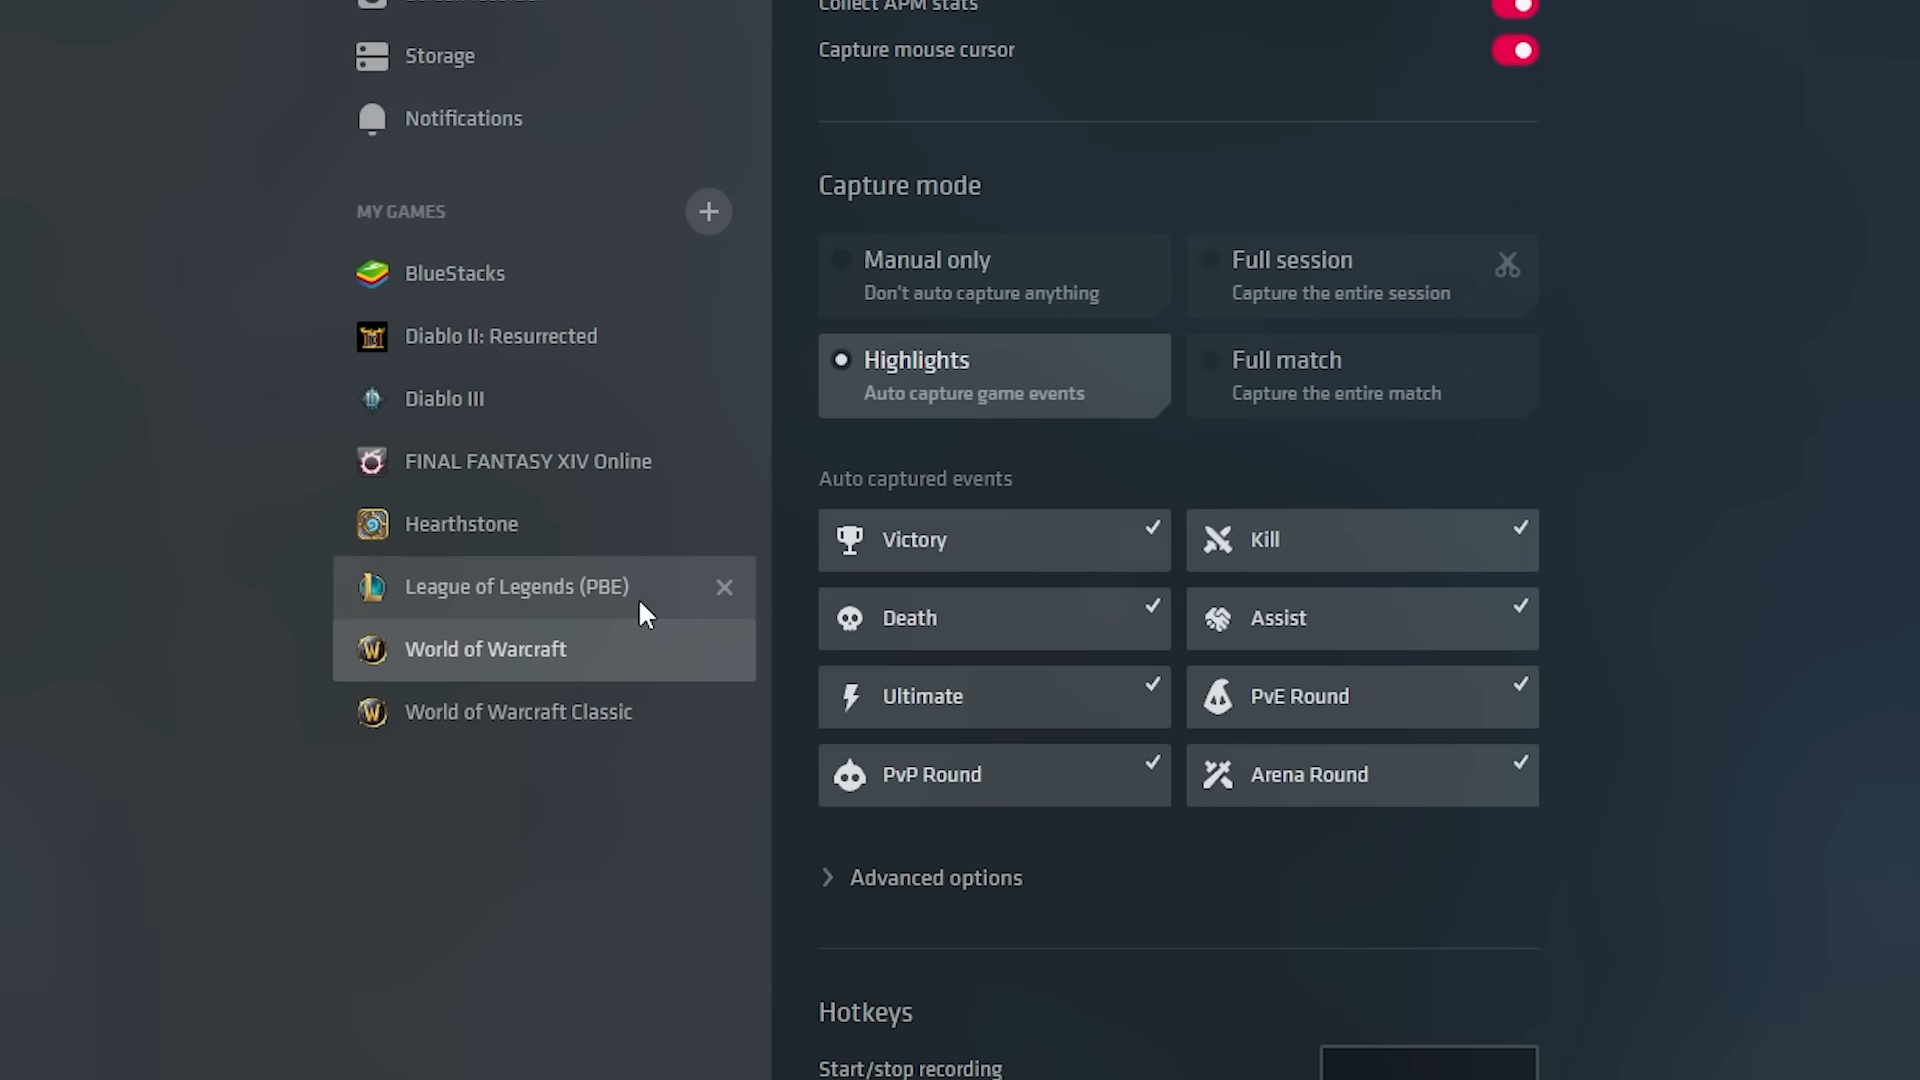 Storage
Notifications
MY GAMES
BlueStacks
Diablo II: Resurrected
Diablo III
FINAL FANTASY XIV Online
Hearthstone
League of Legends (PBE)
World of Warcraft
World of Warcraft Classic
Collect APM stats
Capture mouse cursor
Capture mode
Manual only
Don't auto capture anything
Full session
Capture the entire session
Highlights
Auto capture game events
Full match
Capture the entire match
Auto captured events
Victory
Kill
Death
Assist
Ultimate
PvE Round
PvP Round
Arena Round
Advanced options
Hotkeys
Start/stop recording